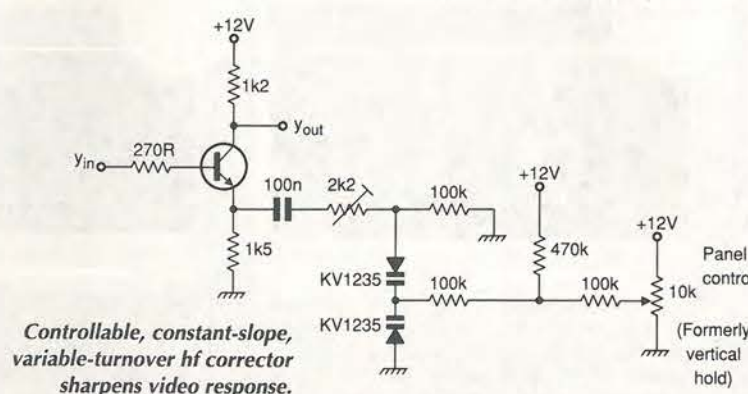 +12V
1k2
y_out
y_in
270R
100n
2k2
100k
+12V
+12V
1k5
KV1235
470k
100k
100k
10k
Panel
contro
KV1235
(Formerly
vertical
hold)
Controllable, constant-slope,
variable-turnover hf corrector
sharpens video response.